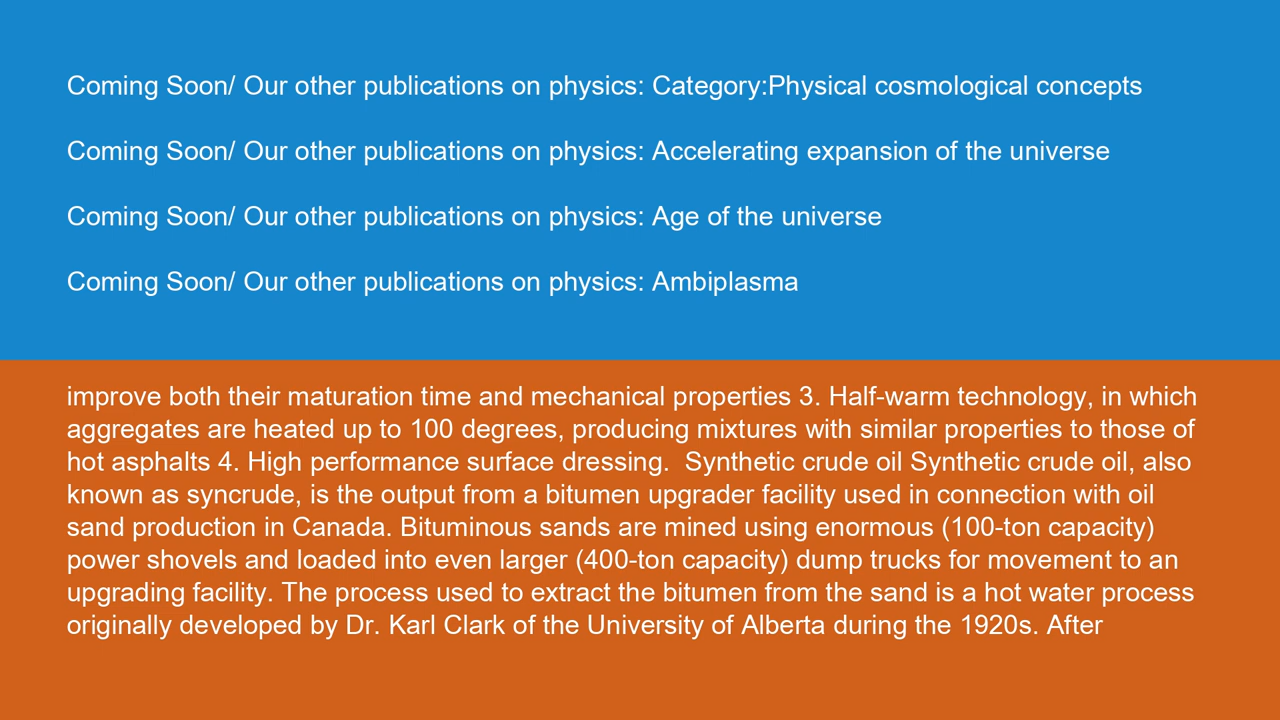 Coming Soon/ Our other publications on physics: Category:Physical cosmological concepts
Coming Soon/ Our other publications on physics: Accelerating expansion of the universe
Coming Soon/ Our other publications on physics: Age of the universe
Coming Soon/ Our other publications on physics: Ambiplasma
improve both their maturation time and mechanical properties 3. Half-warm technology, in which
aggregates are heated up to 100 degrees, producing mixtures with similar properties to those of
hot asphalts 4. High performance surface dressing.  Synthetic crude oil Synthetic crude oil, also
known as syncrude, is the output from a bitumen upgrader facility used in connection with oil
sand production in Canada. Bituminous sands are mined using enormous (100-ton capacity)
power shovels and loaded into even larger (400-ton capacity) dump trucks for movement to an
upgrading facility. The process used to extract the bitumen from the sand is a hot water process
originally developed by Dr. Karl Clark of the University of Alberta during the 1920s. After